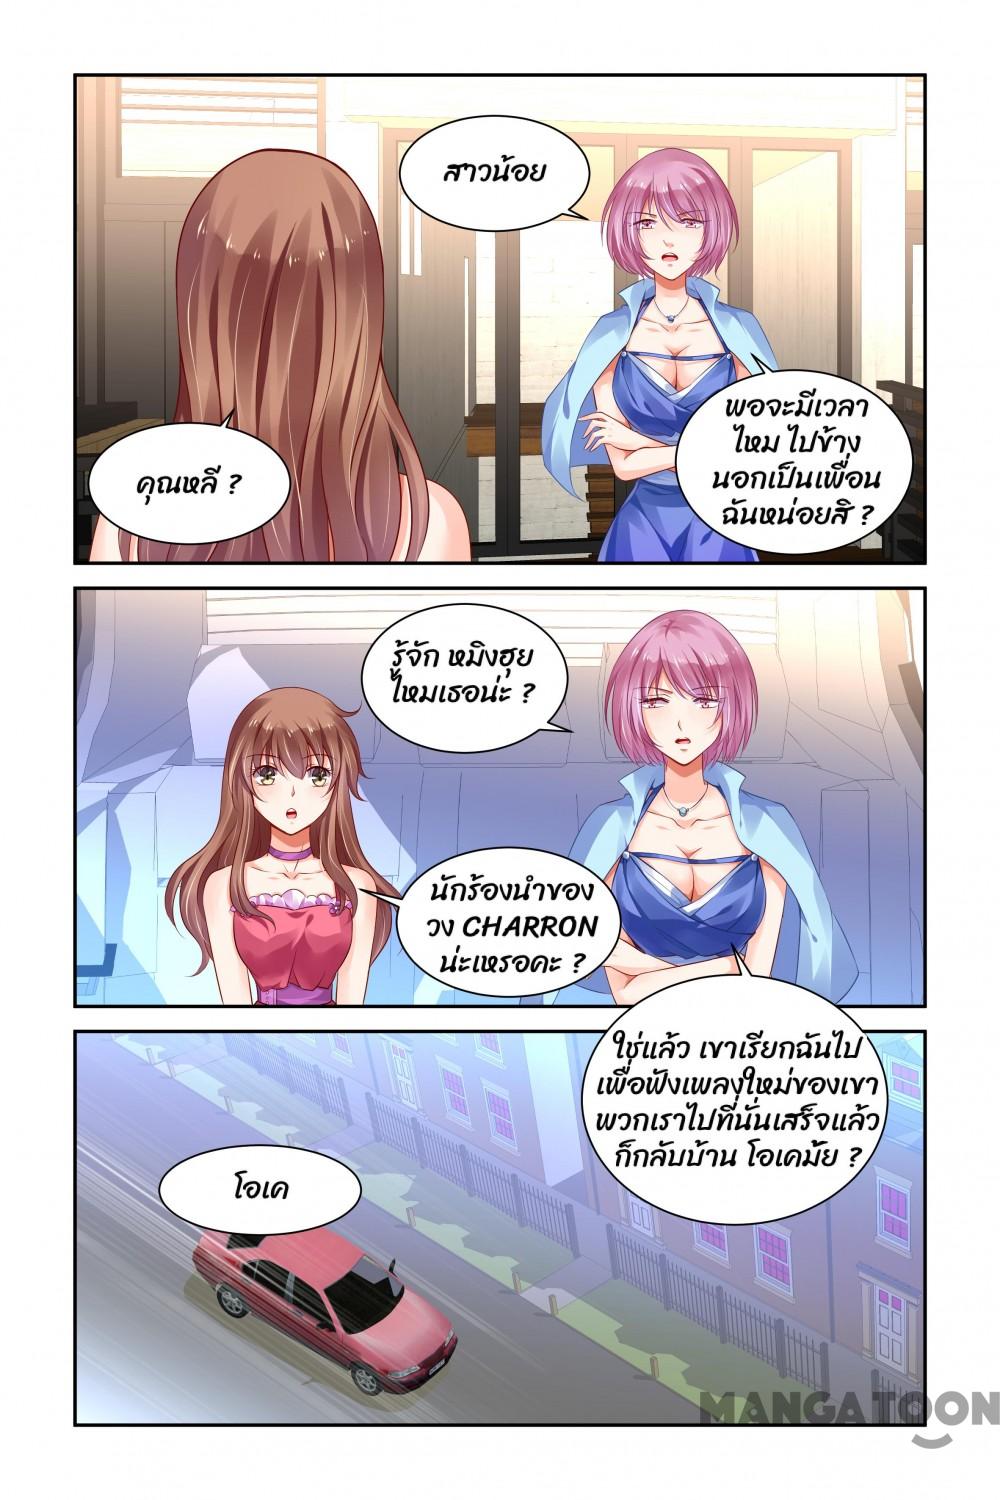 สาวน้อย
คุณหลี ?
พอจะมีเวลา
ไหม ไปข้าง
นอกเป็นเพื่อน
ฉันหน่อยสิ ?
รู้จัก หมิงฮุย
ไหมเธอน่ะ ?
นักร้องนำของ
วง CHARRON
น่ะเหรอคะ ?
ใช่แล้ว เขาเรียกฉันไป
เพื่อฟังเพลงใหม่ของเขา
พวกเราไปที่นั่นเสร็จแล้ว
ก็กลับบ้าน โอเคมั้ย ?
โอเค
MANGATOON